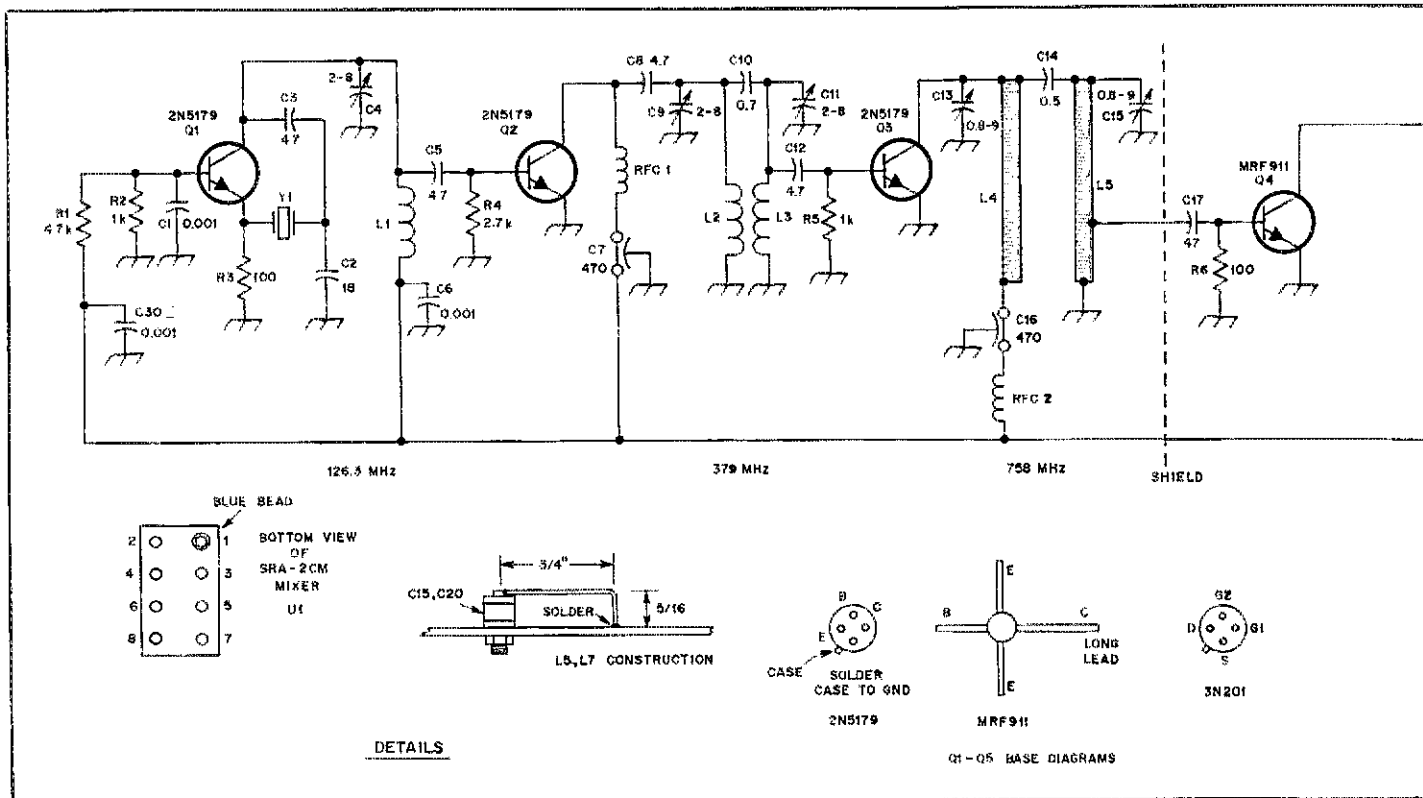 2-8
C4
C3
47
2N5179
Q1
R1
4.7k
R2
1k
C1
0.001
Y1
R3
100
C2
18
C30
0.001
L1
C5
47
C6
0.001
R4
2.7k
2N5179
Q2
RFC 1
C7
470
C8 4.7
C9
2-8
C10
0.7
C11
2-8
L2
L3
C12
4.7
R5
1k
2N5179
Q3
C13
0.8-9
L4
C14
0.5
L5
0.8-9
C15
C16
470
RFC 2
C17
47
R6
100
MRF911
Q4
126.3 MHz
379 MHz
758 MHz
SHIELD
BLUE BEAD
2
1
4
3
6
5
8
7
BOTTOM VIEW
OF
SRA-2CM
MIXER
U1
3/4"
C15,C20
SOLDER
5/16
L5,L7 CONSTRUCTION
B
C
E
CASE
SOLDER
CASE TO GND
2N5179
E
B
C
E
LONG
LEAD
MRF911
G2
D
G1
S
3N201
DETAILS
Q1-Q5 BASE DIAGRAMS